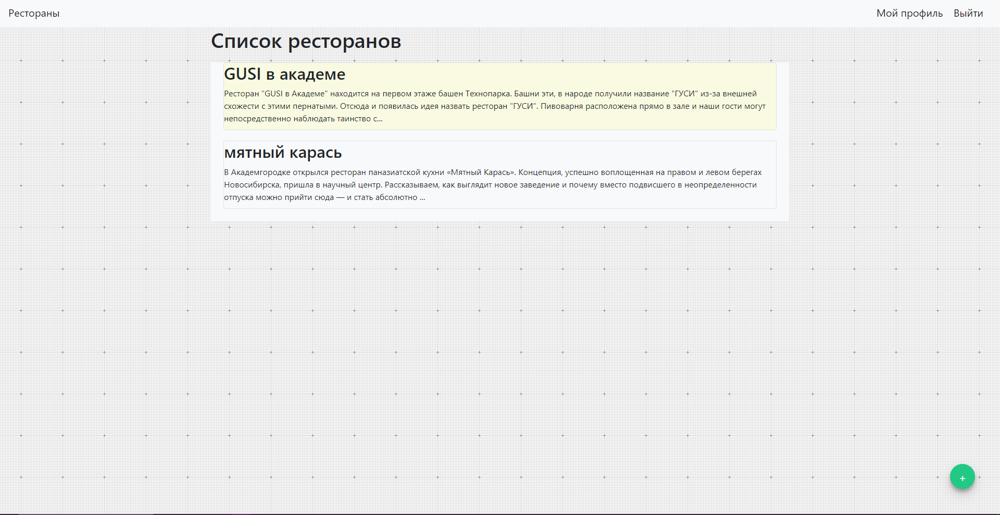 Рестораны
Мой профиль
Выйти
Список ресторанов
GUSI в академе
Ресторан "GUSI в Академе" находится на первом этаже башен Технопарка. Башни эти, в народе получили название "ГУСИ" из-за внешней
схожести с этими пернатыми. Отсюда и появилась идея назвать ресторан "ГУСИ". Пивоварня расположена прямо в зале и наши гости могут
непосредственно наблюдать таинство с...
мятный карась
В Академгородке открылся ресторан паназиатской кухни «Мятный Карась». Концепция, успешно воплощенная на правом и левом берегах
Новосибирска, пришла в научный центр. Рассказываем, как выглядит новое заведение и почему вместо подвисшего в неопределенности
отпуска можно прийти сюда — и стать абсолютно ...
+